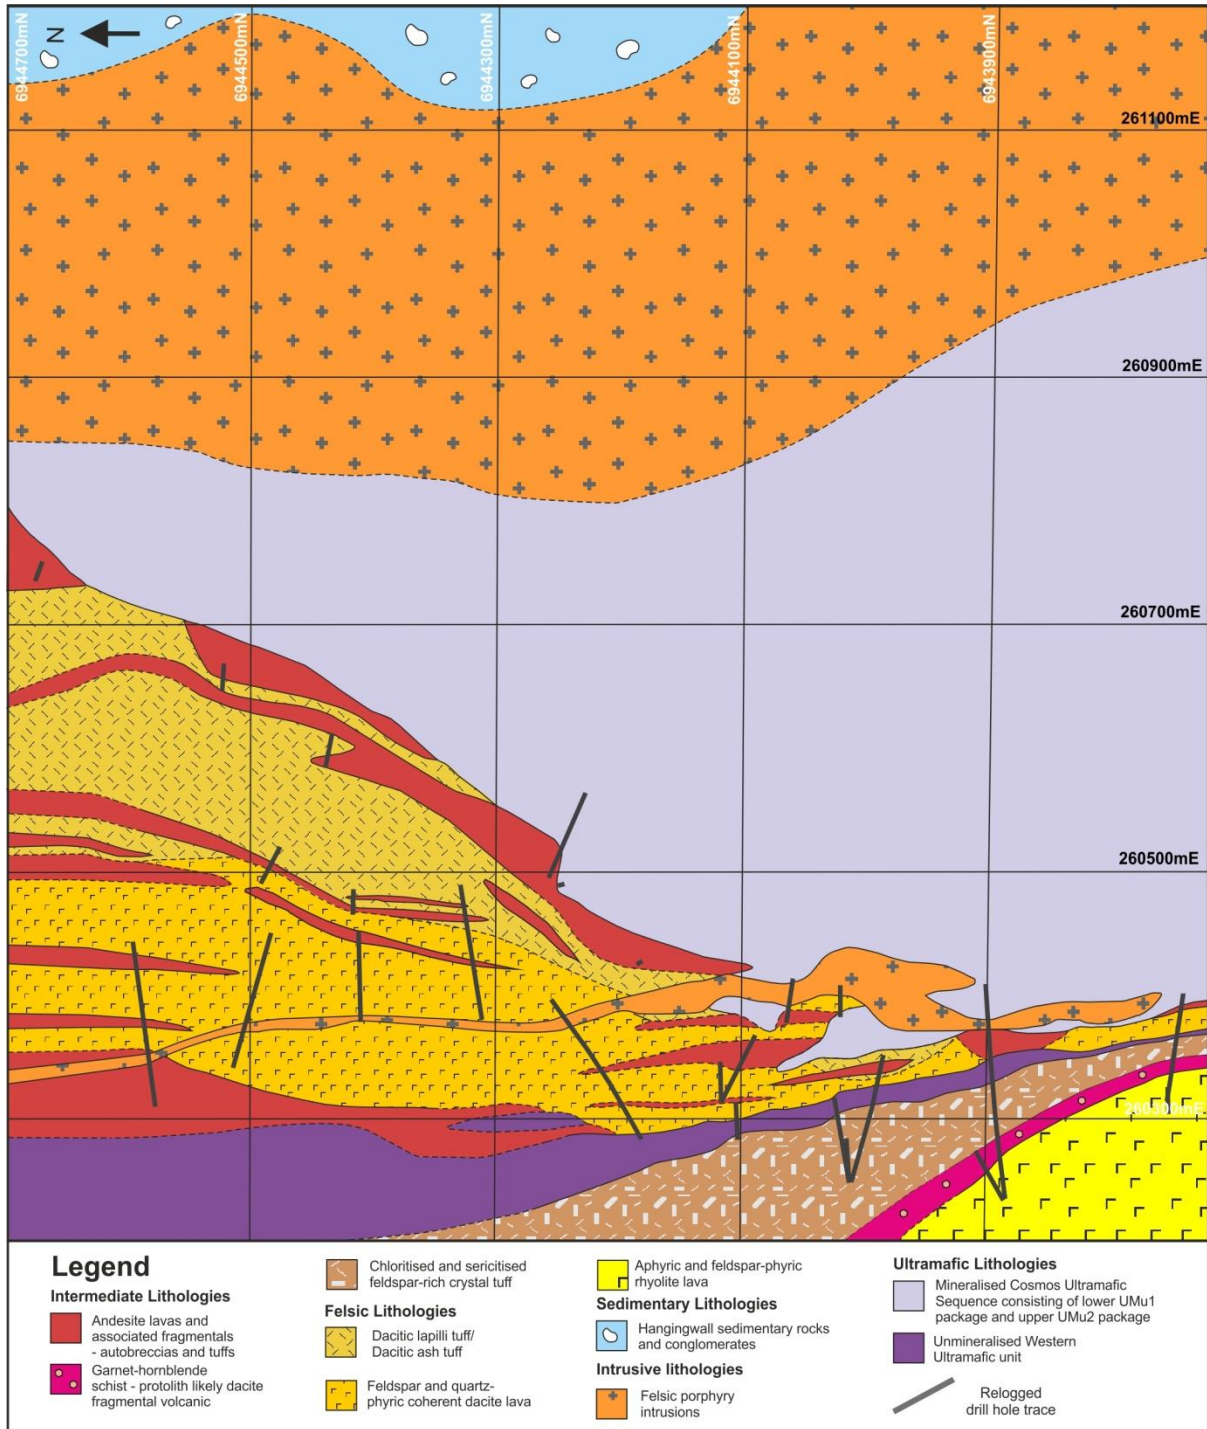 N
6944700mN
6944500mN
6944300mN
6944100mN
6943900mN
261100mE
260900mE
260700mE
260500mE
260300mE
Legend
Intermediate Lithologies
Andesite lavas and
associated fragmentals
- autobreccias and tuffs
Garnet-hornblende
schist - protolith likely dacite
fragmental volcanic
Chloritised and sericitised
feldspar-rich crystal tuff
Felsic Lithologies
Dacitic lapilli tuff/
Dacitic ash tuff
Feldspar and quartz-
phyric coherent dacite lava
Aphyric and feldspar-phyric
rhyolite lava
Sedimentary Lithologies
Hangingwall sedimentary rocks
and conglomerates
Intrusive lithologies
Felsic porphyry
intrusions
Ultramafic Lithologies
Mineralised Cosmos Ultramafic
Sequence consisting of lower UMu1
package and upper UMu2 package
Unmineralised Western
Ultramafic unit
Relogged
drill hole trace